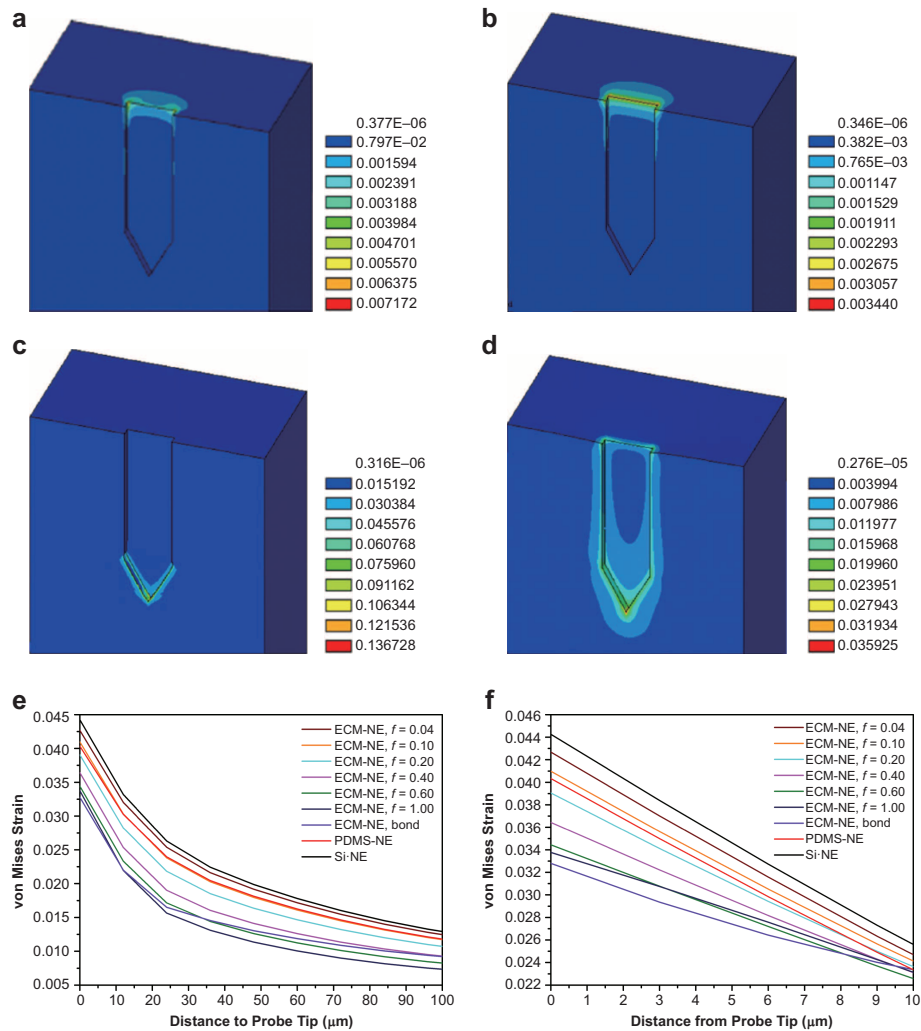 a
0.377E–06
0.797E–02
0.001594
0.002391
0.003188
0.003984
0.004701
0.005570
0.006375
0.007172
b
0.346E–06
0.382E–03
0.765E–03
0.001147
0.001529
0.001911
0.002293
0.002675
0.003057
0.003440
c
0.316E–06
0.015192
0.030384
0.045576
0.060768
0.075960
0.091162
0.106344
0.121536
0.136728
d
0.276E–05
0.003994
0.007986
0.011977
0.015968
0.019960
0.023951
0.027943
0.031934
0.035925
e
von Mises Strain
0.045
0.040
0.035
0.030
0.025
0.020
0.015
0.010
0.005
ECM-NE, f = 0.04
ECM-NE, f = 0.10
ECM-NE, f = 0.20
ECM-NE, f = 0.40
ECM-NE, f = 0.60
ECM-NE, f = 1.00
ECM-NE, bond
PDMS-NE
Si-NE
0 10 20 30 40 50 60 70 80 90 100
Distance to Probe Tip (μm)
f
von Mises Strain
0.046
0.044
0.042
0.040
0.038
0.036
0.034
0.032
0.030
0.028
0.026
0.024
0.022
ECM-NE, f = 0.04
ECM-NE, f = 0.10
ECM-NE, f = 0.20
ECM-NE, f = 0.40
ECM-NE, f = 0.60
ECM-NE, f = 1.00
ECM-NE, bond
PDMS-NE
Si-NE
0 1 2 3 4 5 6 7 8 9 10
Distance from Probe Tip (μm)